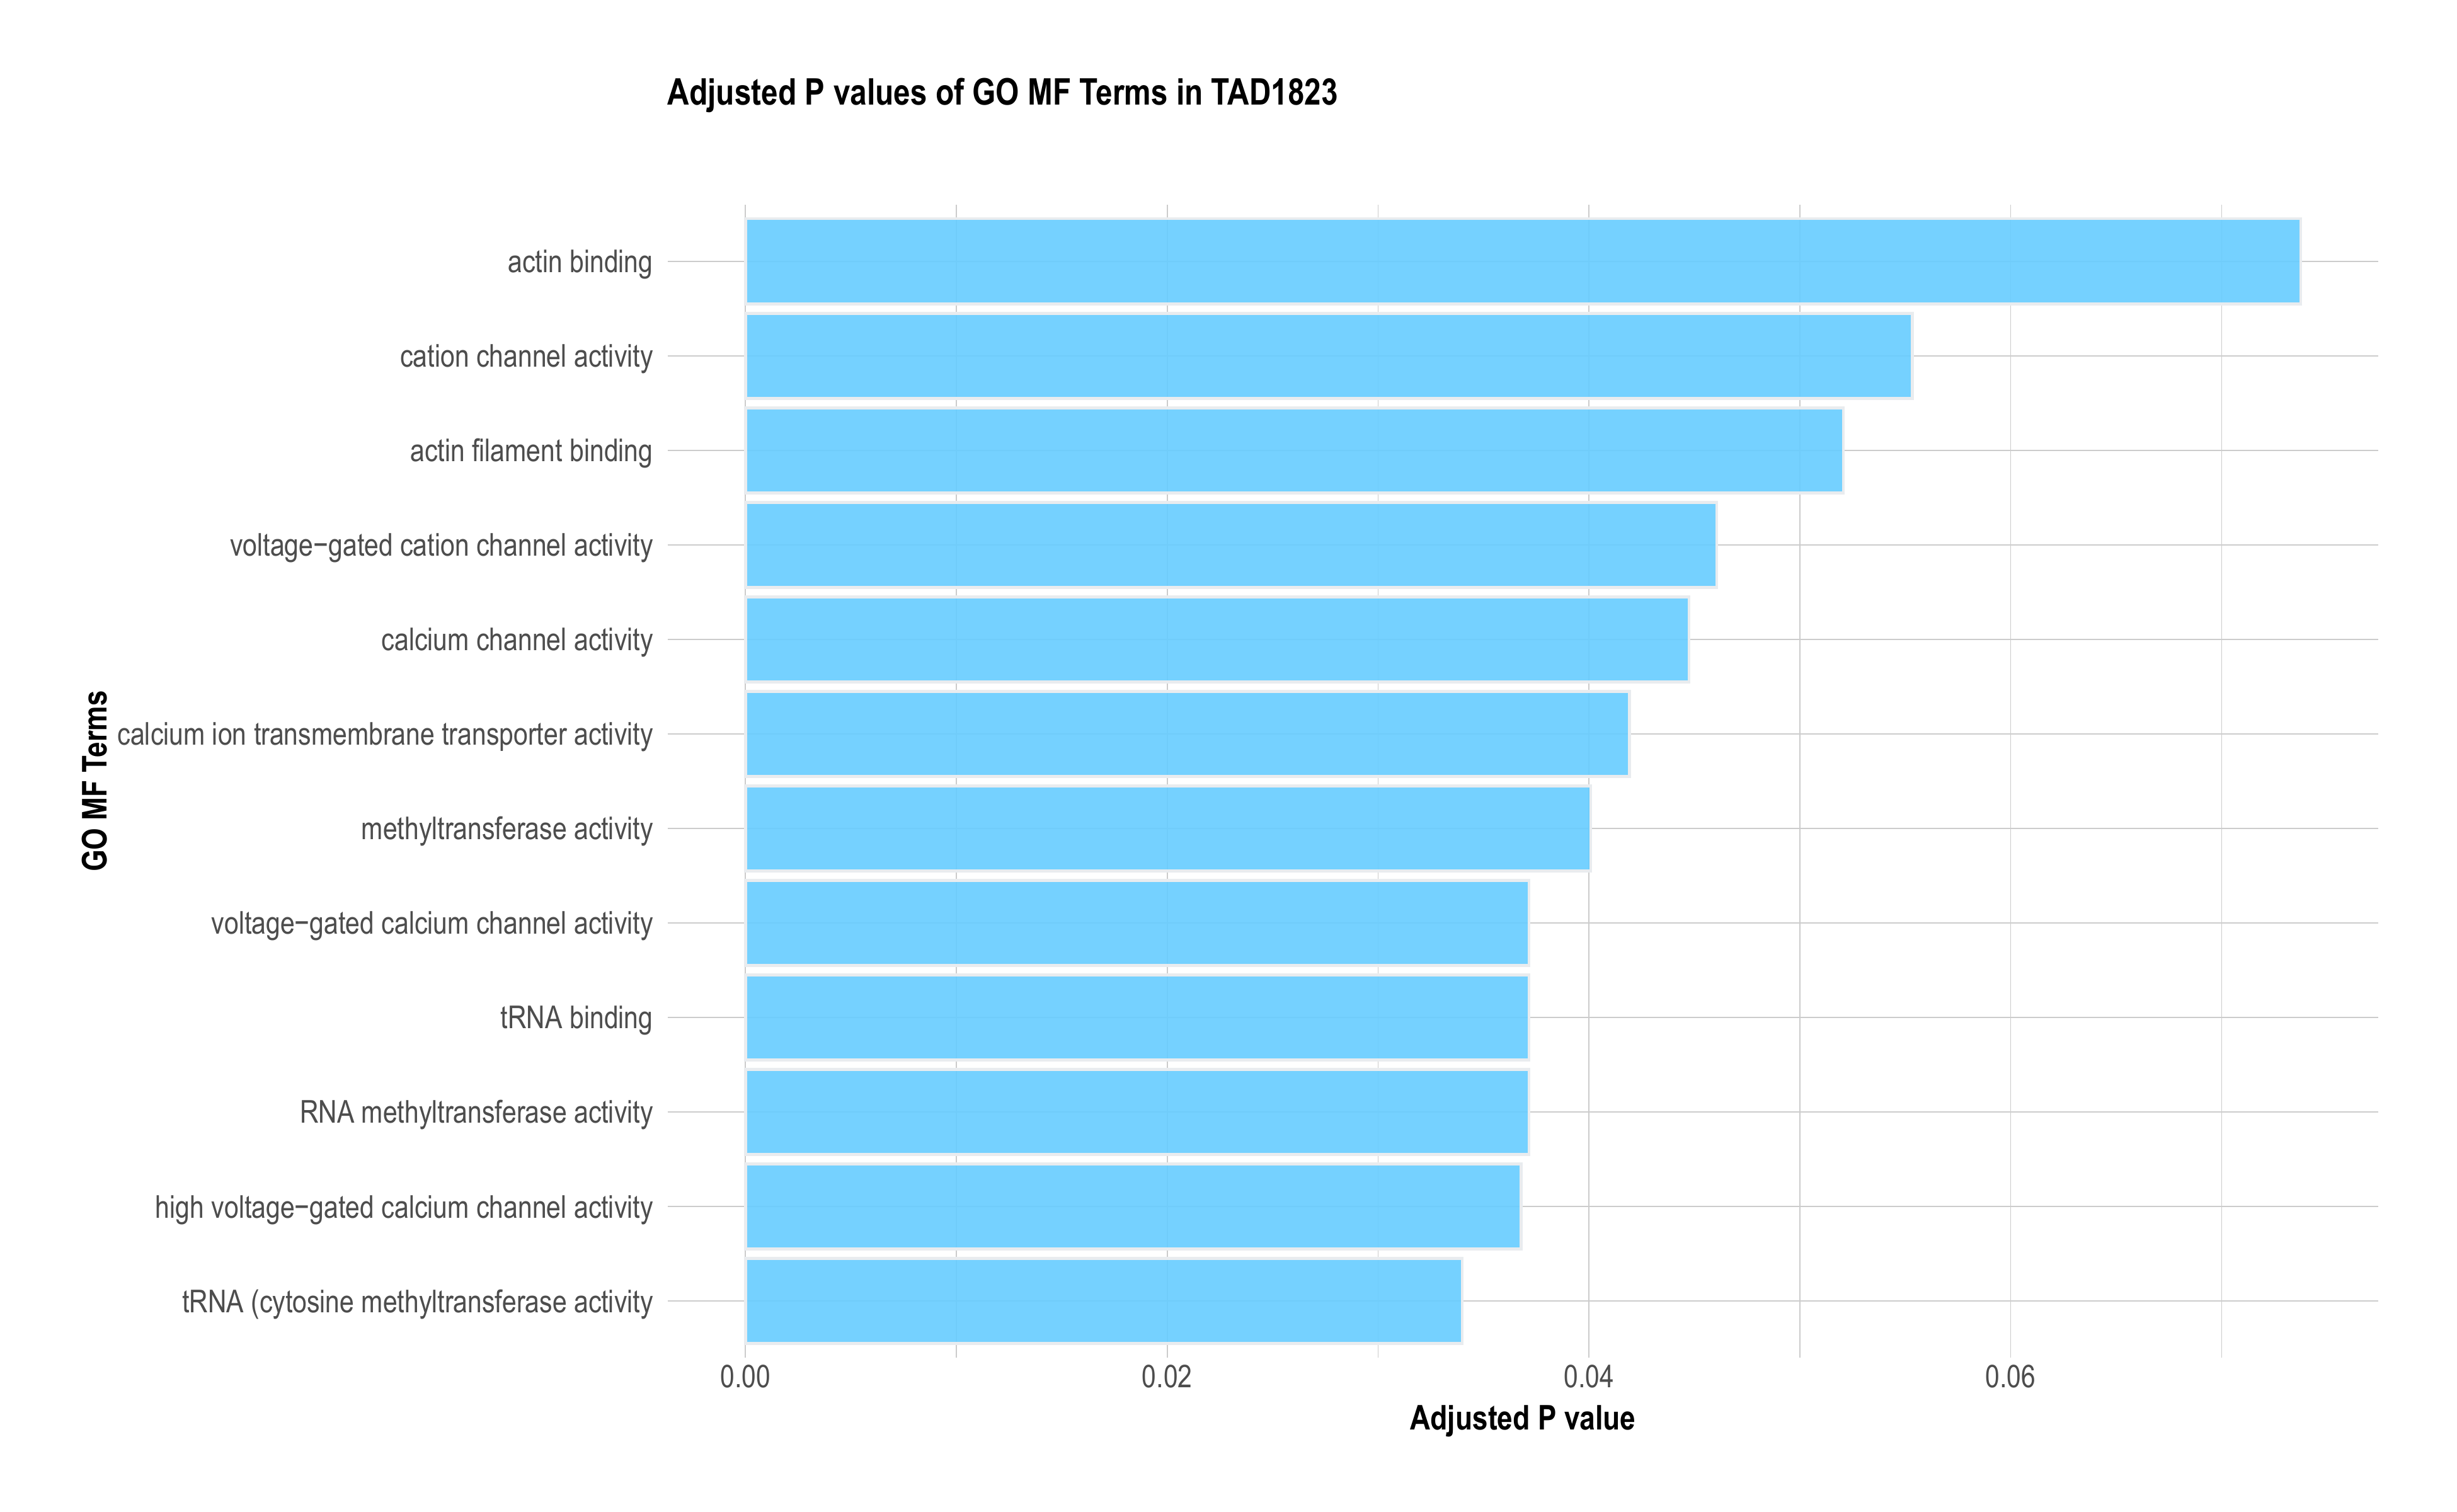 Adjusted P values of GO MF Terms in TAD1823
GO MF Terms
actin binding
cation channel activity
actin filament binding
voltage−gated cation channel activity
calcium channel activity
calcium ion transmembrane transporter activity
methyltransferase activity
voltage−gated calcium channel activity
tRNA binding
RNA methyltransferase activity
high voltage−gated calcium channel activity
tRNA (cytosine methyltransferase activity
0.00 0.02 0.04 0.06
Adjusted P value